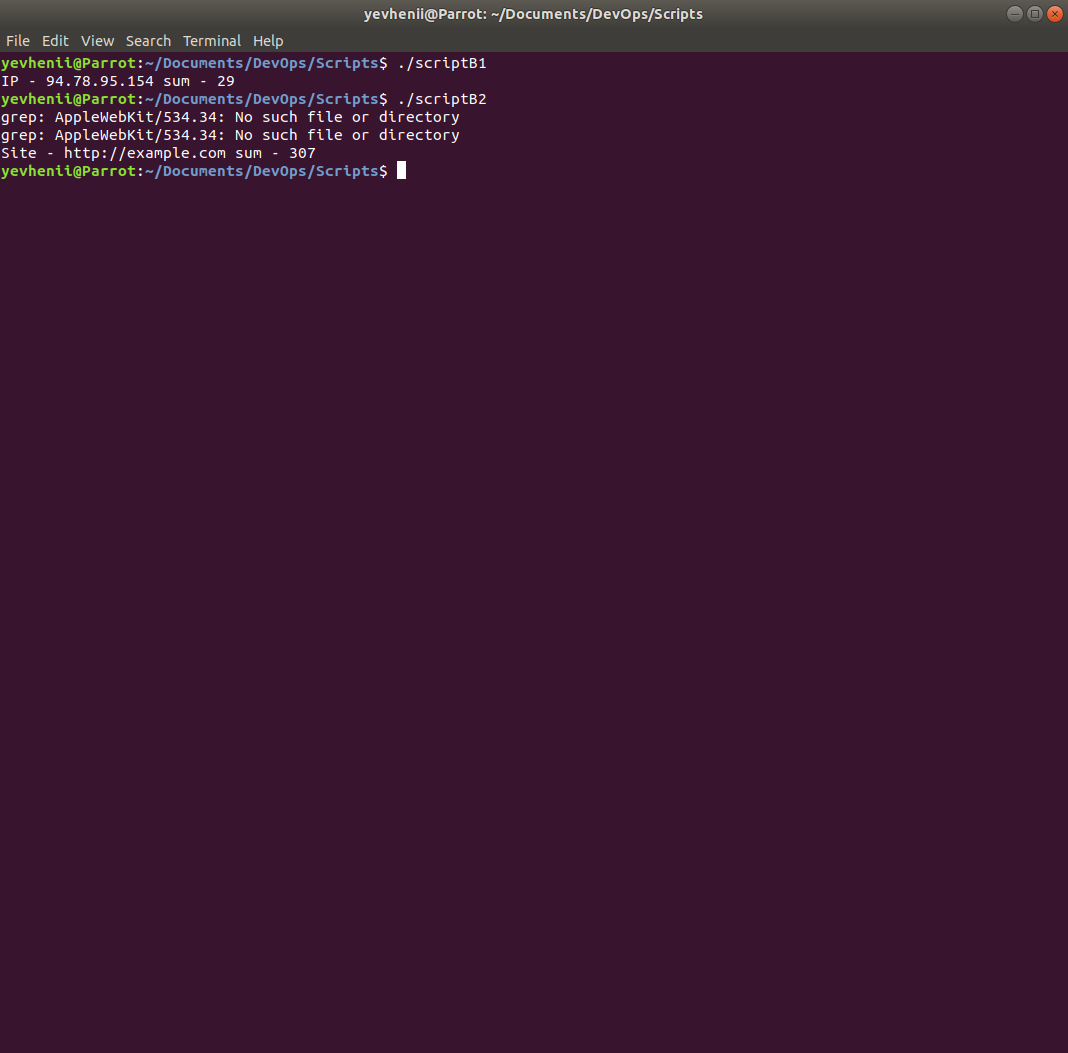 yevhenii@Parrot: ~/Documents/DevOps/Scripts
File Edit View Search Terminal Help
yevhenii@Parrot:~/Documents/DevOps/Scripts$ ./scriptB1
IP - 94.78.95.154 sum - 29
yevhenii@Parrot:~/Documents/DevOps/Scripts$ ./scriptB2
grep: AppleWebKit/534.34: No such file or directory
grep: AppleWebKit/534.34: No such file or directory
Site - http://example.com sum - 307
yevhenii@Parrot:~/Documents/DevOps/Scripts$